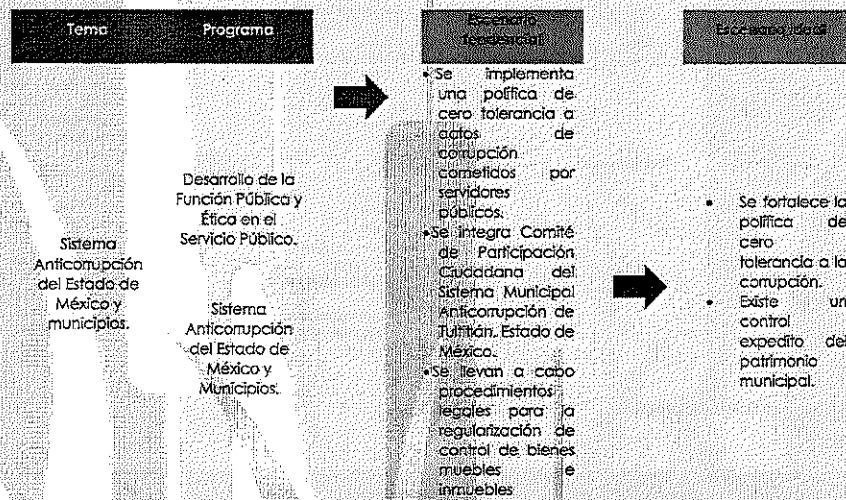 Tema
Programa
Escenario
tendencial
Escenario ideal
Sistema
Anticorrupción
del Estado de
México y
municipios.
Desarrollo de la
Función Pública y
Ética en el
Servicio Público.
Sistema
Anticorrupción
del Estado de
México y
Municipios.
•Se implementa
una política de
cero tolerancia a
actos de
corrupción
cometidos por
servidores
públicos.
•Se integra Comité
de Participación
Ciudadana del
Sistema Municipal
Anticorrupción de
Tultitlán, Estado de
México.
•Se llevan a cabo
procedimientos
legales para la
regularización de
control de bienes
muebles e
inmuebles
• Se fortalece la
política de
cero
tolerancia a la
corrupción.
• Existe un
control
expedito del
patrimonio
municipal.